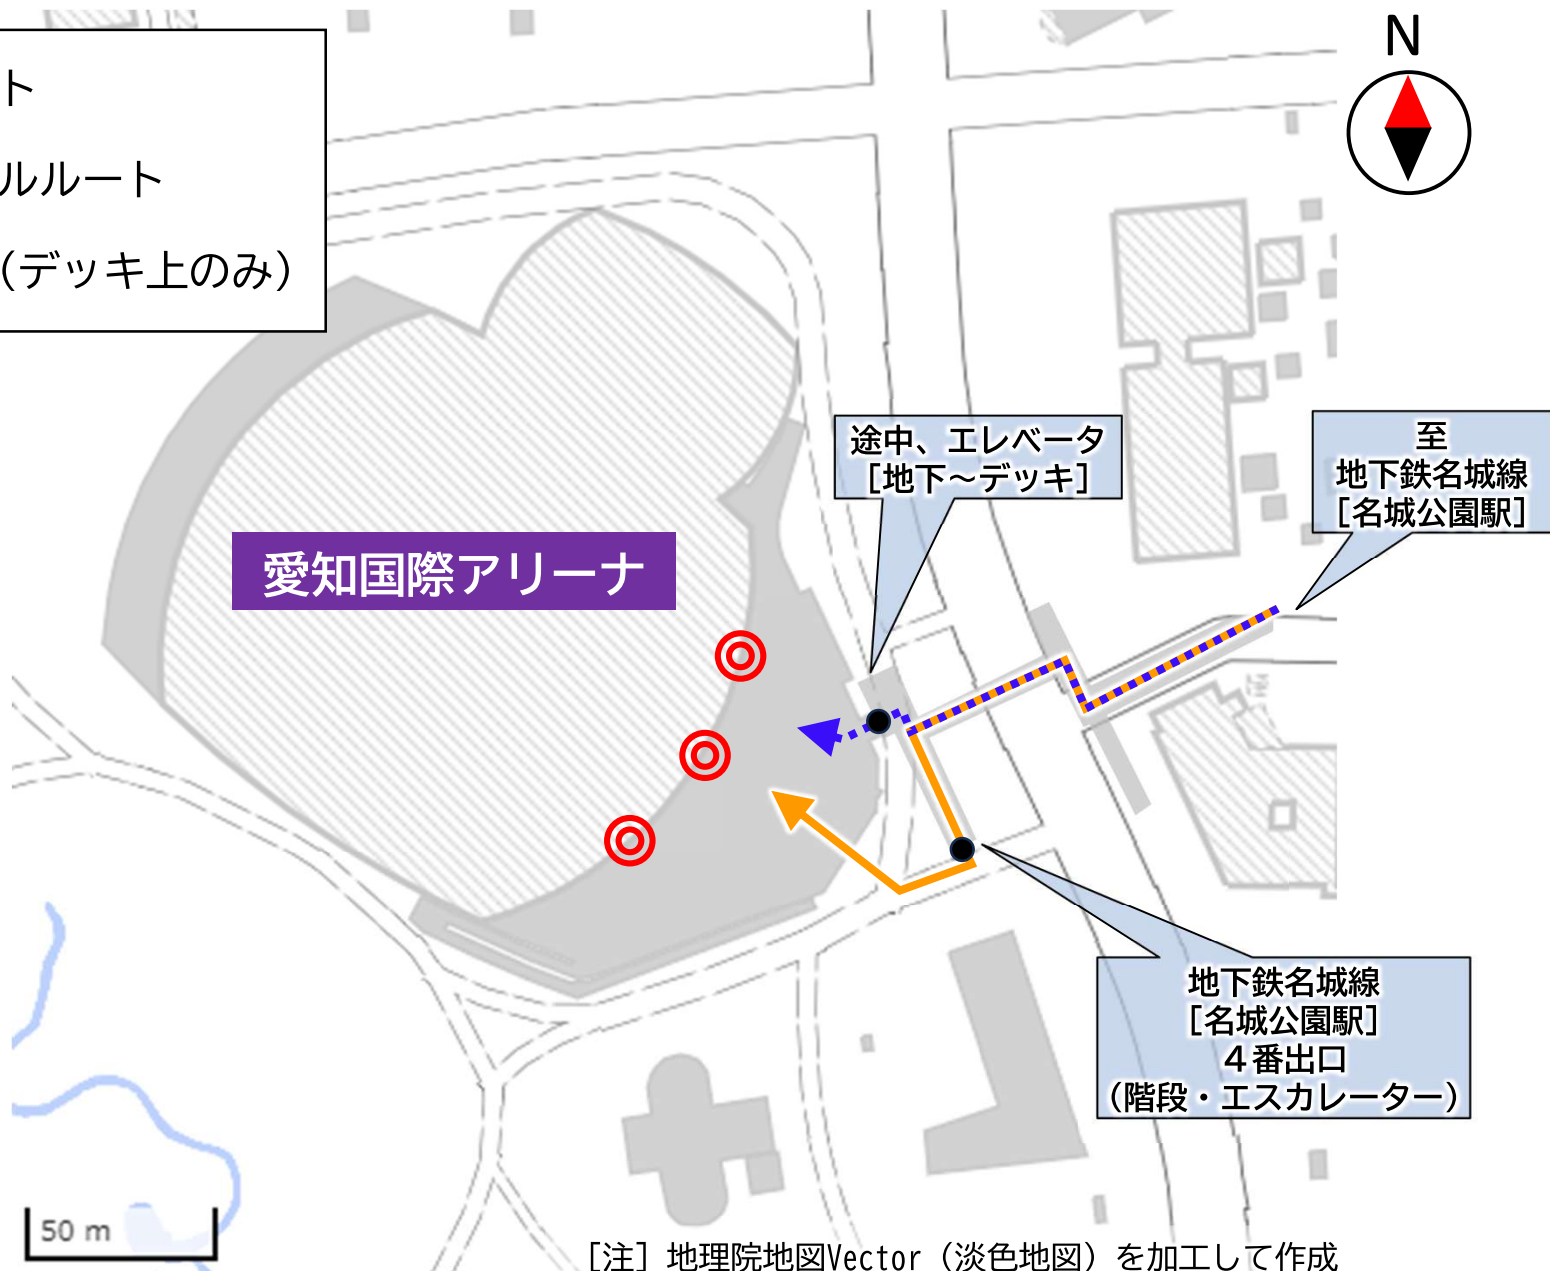 ト
ルルート
（デッキ上のみ）
N
途中、エレベータ
［地下～デッキ］
至
地下鉄名城線
［名城公園駅］
愛知国際アリーナ
地下鉄名城線
［名城公園駅］
４番出口
（階段・エスカレーター）
50 m
［注］地理院地図Vector（淡色地図）を加工して作成